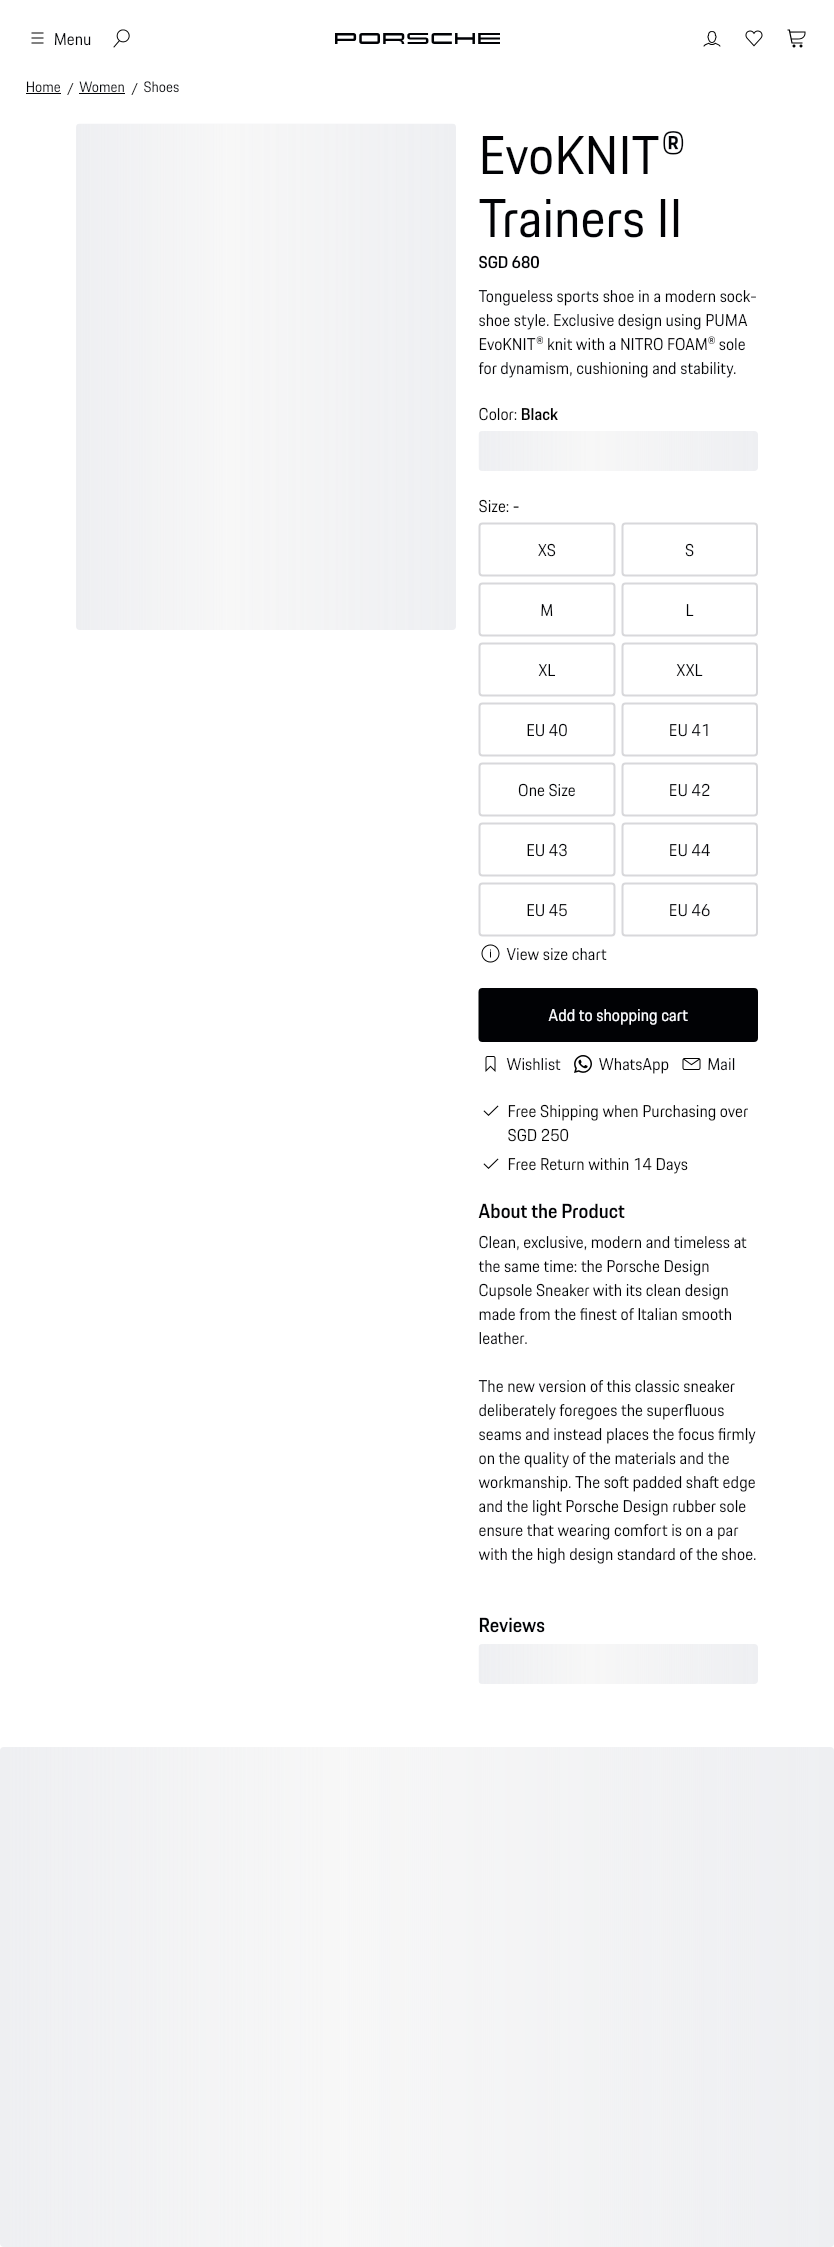 Menu
PORSCHE
Home / Women / Shoes
EvoKNIT®
Trainers II
SGD 680
Tongueless sports shoe in a modern sock-
shoe style. Exclusive design using PUMA
EvoKNIT® knit with a NITRO FOAM® sole
for dynamism, cushioning and stability.
Color: Black
Size: -
XS
S
M
L
XL
XXL
EU 40
EU 41
One Size
EU 42
EU 43
EU 44
EU 45
EU 46
View size chart
Add to shopping cart
Wishlist
WhatsApp
Mail
Free Shipping when Purchasing over
SGD 250
Free Return within 14 Days
About the Product
Clean, exclusive, modern and timeless at
the same time: the Porsche Design
Cupsole Sneaker with its clean design
made from the finest of Italian smooth
leather.
The new version of this classic sneaker
deliberately foregoes the superfluous
seams and instead places the focus firmly
on the quality of the materials and the
workmanship. The soft padded shaft edge
and the light Porsche Design rubber sole
ensure that wearing comfort is on a par
with the high design standard of the shoe.
Reviews